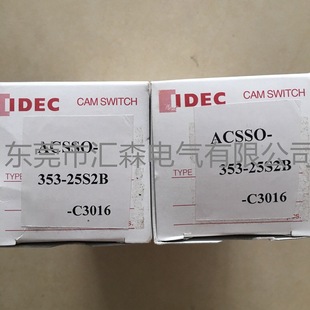 IDEC CAM SWITCH
ACSSO-
TYPE
353-25S2B
-C3016
IDEC CAM SWITCH
ACSSO-
TYPE
353-25S2B
-C3016
东莞市汇森电气有限公司